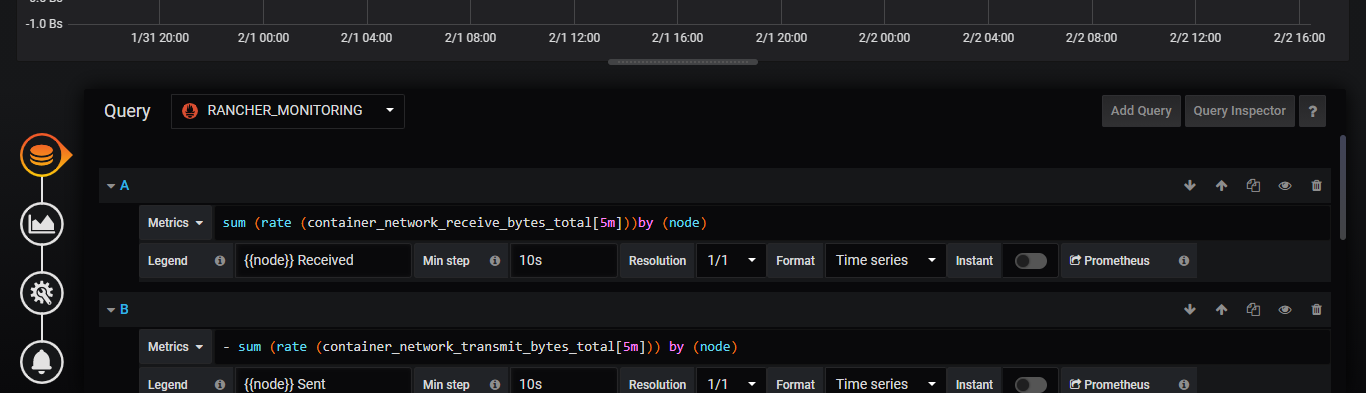 -1.0 Bs
1/31 20:00 2/1 00:00 2/1 04:00 2/1 08:00 2/1 12:00 2/1 16:00 2/1 20:00 2/2 00:00 2/2 04:00 2/2 08:00 2/2 12:00 2/2 16:00
Query RANCHER_MONITORING Add Query Query Inspector ?
A
Metrics sum (rate (container_network_receive_bytes_total[5m]))by (node)
Legend {{node}} Received Min step 10s Resolution 1/1 Format Time series Instant Prometheus
B
Metrics - sum (rate (container_network_transmit_bytes_total[5m])) by (node)
Legend {{node}} Sent Min step 10s Resolution 1/1 Format Time series Instant Prometheus